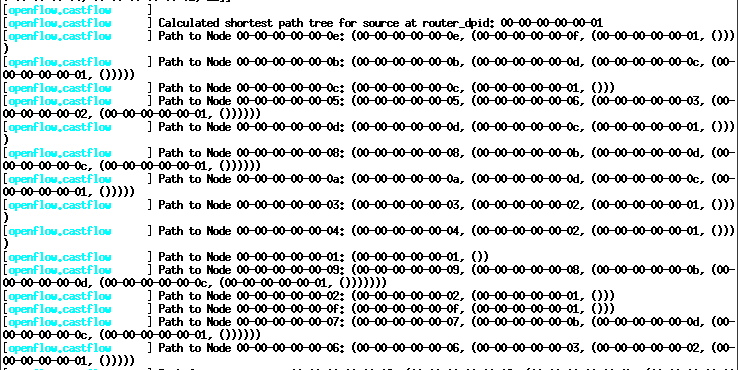 [openflow.castflow ]
[openflow.castflow ] Calculated shortest path tree for source at router_dpid: 00-00-00-00-00-01
[openflow.castflow ] Path to Node 00-00-00-00-00-0e: (00-00-00-00-00-0e, (00-00-00-00-00-0f, (00-00-00-00-00-01, ()))
)
[openflow.castflow ] Path to Node 00-00-00-00-00-0b: (00-00-00-00-00-0b, (00-00-00-00-00-0d, (00-00-00-00-00-0c, (00-
00-00-00-00-01, ()))))
[openflow.castflow ] Path to Node 00-00-00-00-00-0c: (00-00-00-00-00-0c, (00-00-00-00-00-01, ()))
[openflow.castflow ] Path to Node 00-00-00-00-00-05: (00-00-00-00-00-05, (00-00-00-00-00-06, (00-00-00-00-00-03, (00-
00-00-00-00-02, (00-00-00-00-00-01, ())))))
[openflow.castflow ] Path to Node 00-00-00-00-00-0d: (00-00-00-00-00-0d, (00-00-00-00-00-0c, (00-00-00-00-00-01, ()))
)
[openflow.castflow ] Path to Node 00-00-00-00-00-08: (00-00-00-00-00-08, (00-00-00-00-00-0b, (00-00-00-00-00-0d, (00-
00-00-00-00-0c, (00-00-00-00-00-01, ())))))
[openflow.castflow ] Path to Node 00-00-00-00-00-0a: (00-00-00-00-00-0a, (00-00-00-00-00-0d, (00-00-00-00-00-0c, (00-
00-00-00-00-01, ()))))
[openflow.castflow ] Path to Node 00-00-00-00-00-03: (00-00-00-00-00-03, (00-00-00-00-00-02, (00-00-00-00-00-01, ()))
)
[openflow.castflow ] Path to Node 00-00-00-00-00-04: (00-00-00-00-00-04, (00-00-00-00-00-02, (00-00-00-00-00-01, ()))
)
[openflow.castflow ] Path to Node 00-00-00-00-00-01: (00-00-00-00-00-01, ())
[openflow.castflow ] Path to Node 00-00-00-00-00-09: (00-00-00-00-00-09, (00-00-00-00-00-08, (00-00-00-00-00-0b, (00-
00-00-00-00-0d, (00-00-00-00-00-0c, (00-00-00-00-00-01, ()))))))
[openflow.castflow ] Path to Node 00-00-00-00-00-02: (00-00-00-00-00-02, (00-00-00-00-00-01, ()))
[openflow.castflow ] Path to Node 00-00-00-00-00-0f: (00-00-00-00-00-0f, (00-00-00-00-00-01, ()))
[openflow.castflow ] Path to Node 00-00-00-00-00-07: (00-00-00-00-00-07, (00-00-00-00-00-0b, (00-00-00-00-00-0d, (00-
00-00-00-00-0c, (00-00-00-00-00-01, ())))))
[openflow.castflow ] Path to Node 00-00-00-00-00-06: (00-00-00-00-00-06, (00-00-00-00-00-03, (00-00-00-00-00-02, (00-
00-00-00-00-01, ()))))